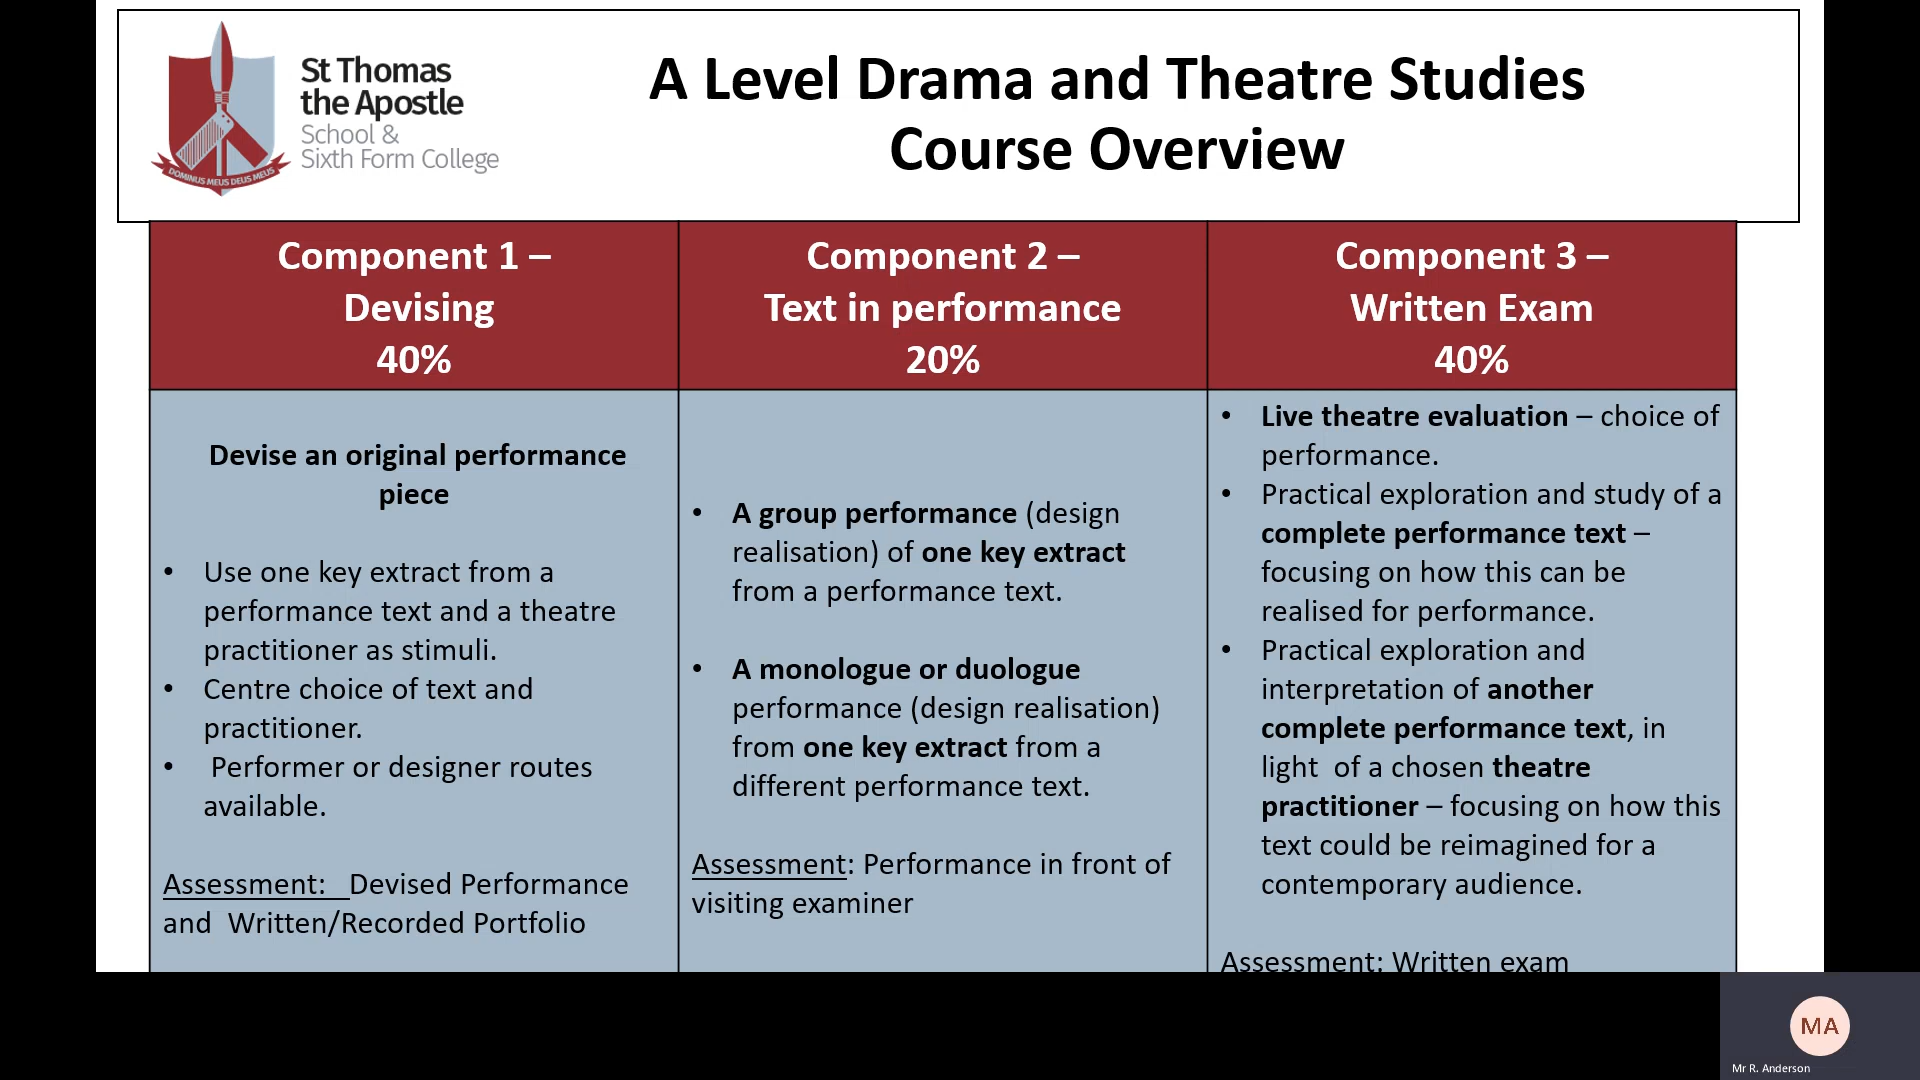 St Thomas
the Apostle
School &
Sixth Form College
DOMINUS MEUS DEUS MEUS
A Level Drama and Theatre Studies
Course Overview
Component 1 –
Devising
40%
Devise an original performance
piece
• Use one key extract from a
performance text and a theatre
practitioner as stimuli.
• Centre choice of text and
practitioner.
• Performer or designer routes
available.
Assessment: Devised Performance
and Written/Recorded Portfolio
Component 2 –
Text in performance
20%
• A group performance (design
realisation) of one key extract
from a performance text.
• A monologue or duologue
performance (design realisation)
from one key extract from a
different performance text.
Assessment: Performance in front of
visiting examiner
Component 3 –
Written Exam
40%
• Live theatre evaluation – choice of
performance.
• Practical exploration and study of a
complete performance text –
focusing on how this can be
realised for performance.
• Practical exploration and
interpretation of another
complete performance text, in
light of a chosen theatre
practitioner – focusing on how this
text could be reimagined for a
contemporary audience.
Assessment: Written exam
MA
Mr R. Anderson